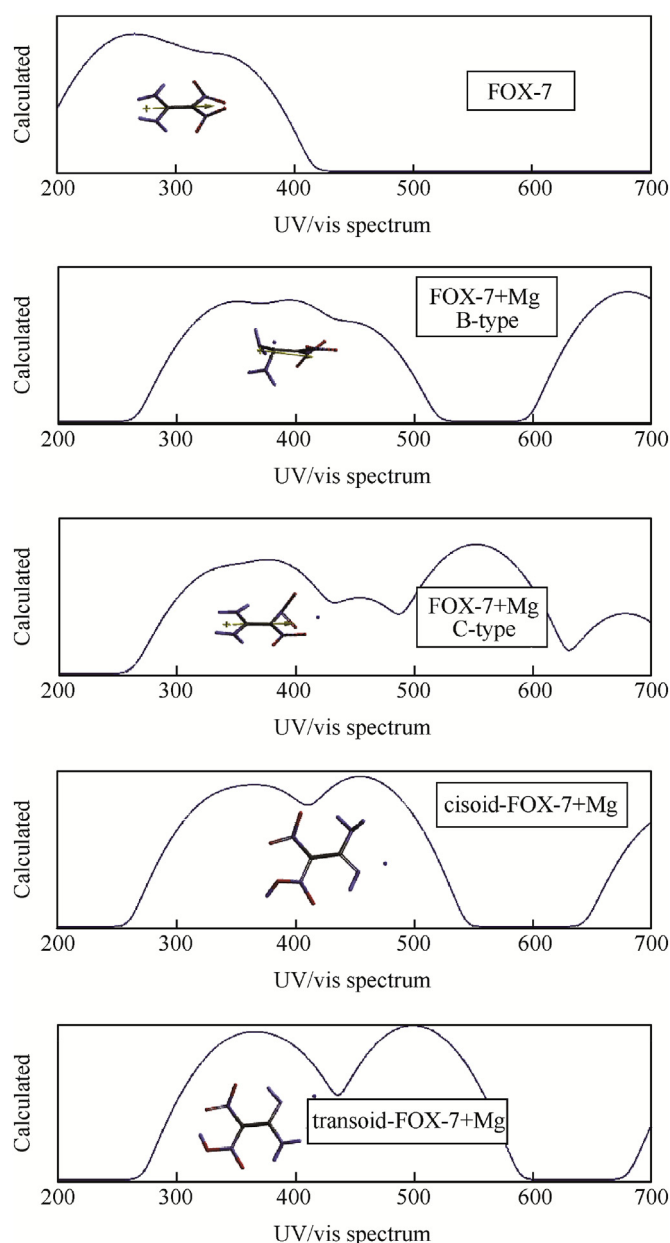 Calculated
FOX-7
200 300 400 500 600 700
UV/vis spectrum
Calculated
FOX-7+Mg
B-type
200 300 400 500 600 700
UV/vis spectrum
Calculated
FOX-7+Mg
C-type
200 300 400 500 600 700
UV/vis spectrum
Calculated
cisoid-FOX-7+Mg
200 300 400 500 600 700
UV/vis spectrum
Calculated
transoid-FOX-7+Mg
200 300 400 500 600 700
UV/vis spectrum